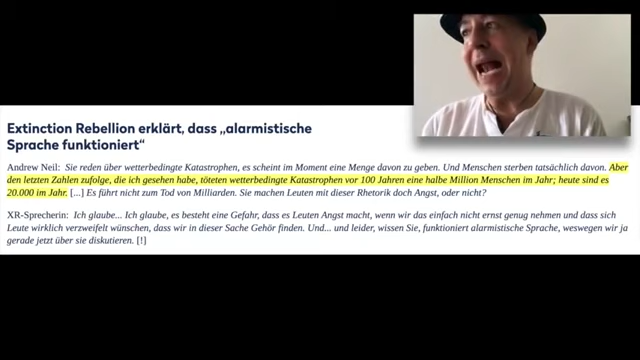 Extinction Rebellion erklärt, dass „alarmistische
Sprache funktioniert“
Andrew Neil: Sie reden über wetterbedingte Katastrophen, es scheint im Moment eine Menge davon zu geben. Und Menschen sterben tatsächlich davon. Aber
den letzten Zahlen zufolge, die ich gesehen habe, töteten wetterbedingte Katastrophen vor 100 Jahren eine halbe Million Menschen im Jahr; heute sind es
20.000 im Jahr. [...] Es führt nicht zum Tod von Milliarden. Sie machen Leuten mit dieser Rhetorik doch Angst, oder nicht?
XR-Sprecherin: Ich glaube... Ich glaube, es besteht eine Gefahr, dass es Leuten Angst macht, wenn wir das einfach nicht ernst genug nehmen und dass sich
Leute wirklich verzweifelt wünschen, dass wir in dieser Sache Gehör finden. Und... und leider, wissen Sie, funktioniert alarmistische Sprache, weswegen wir ja
gerade jetzt über sie diskutieren. [!]